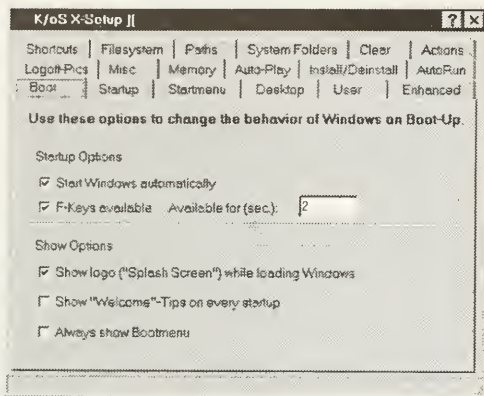 K/oS X-Setup ][
Shortcuts Filesystem Paths System Folders Clear Actions
Logoff-Pics Misc Memory Auto-Play Install/Deinstall AutoRun
Boot Startup Startmenu Desktop User Enhanced
Use these options to change the behavior of Windows on Boot-Up.
Startup Options
Start Windows automatically
F-Keys available Available for (sec.): 2
Show Options
Show logo ("Splash Screen") while loading Windows
Show "Welcome"-Tips on every startup
Always show Bootmenu